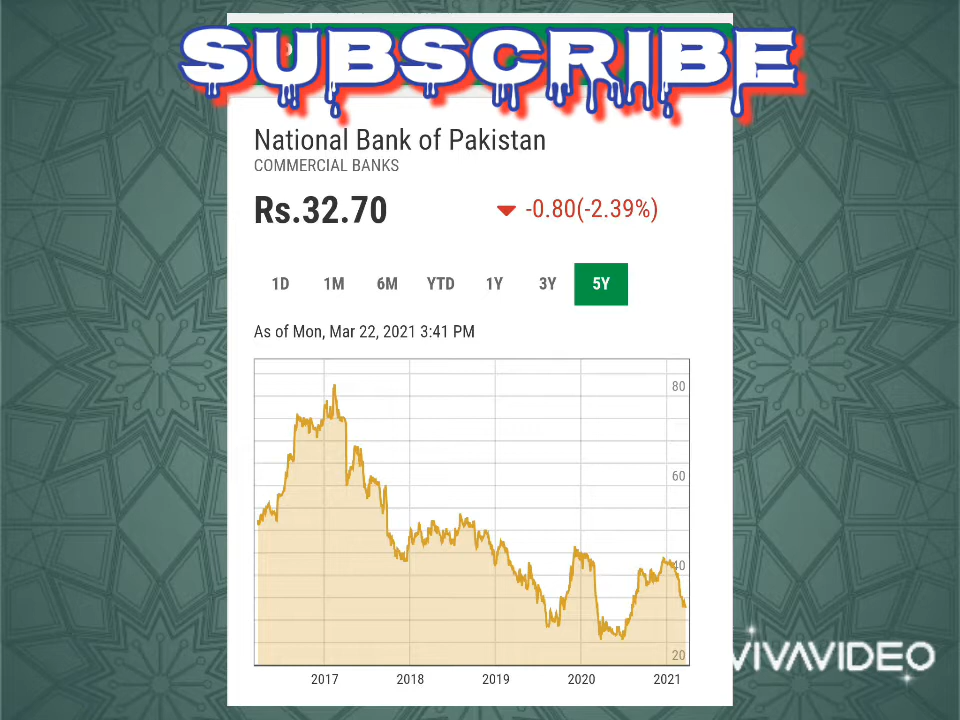 SUBSCRIBE
National Bank of Pakistan
COMMERCIAL BANKS
Rs.32.70 -0.80(-2.39%)
1D 1M 6M YTD 1Y 3Y 5Y
As of Mon, Mar 22, 2021 3:41 PM
80
60
40
20
2017 2018 2019 2020 2021
VIVAVIDEO